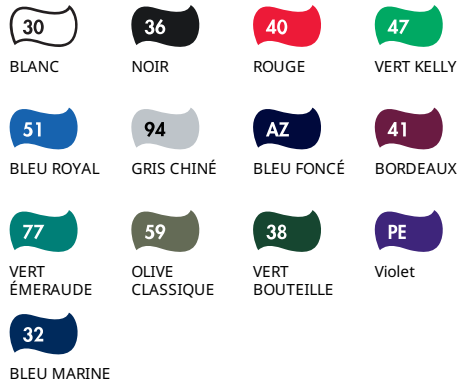 30 36 40 47
BLANC NOIR ROUGE VERT KELLY
51 94 AZ 41
BLEU ROYAL GRIS CHINÉ BLEU FONCÉ BORDEAUX
77 59 38 PE
VERT OLIVE VERT Violet
ÉMERAUDE CLASSIQUE BOUTEILLE
32
BLEU MARINE